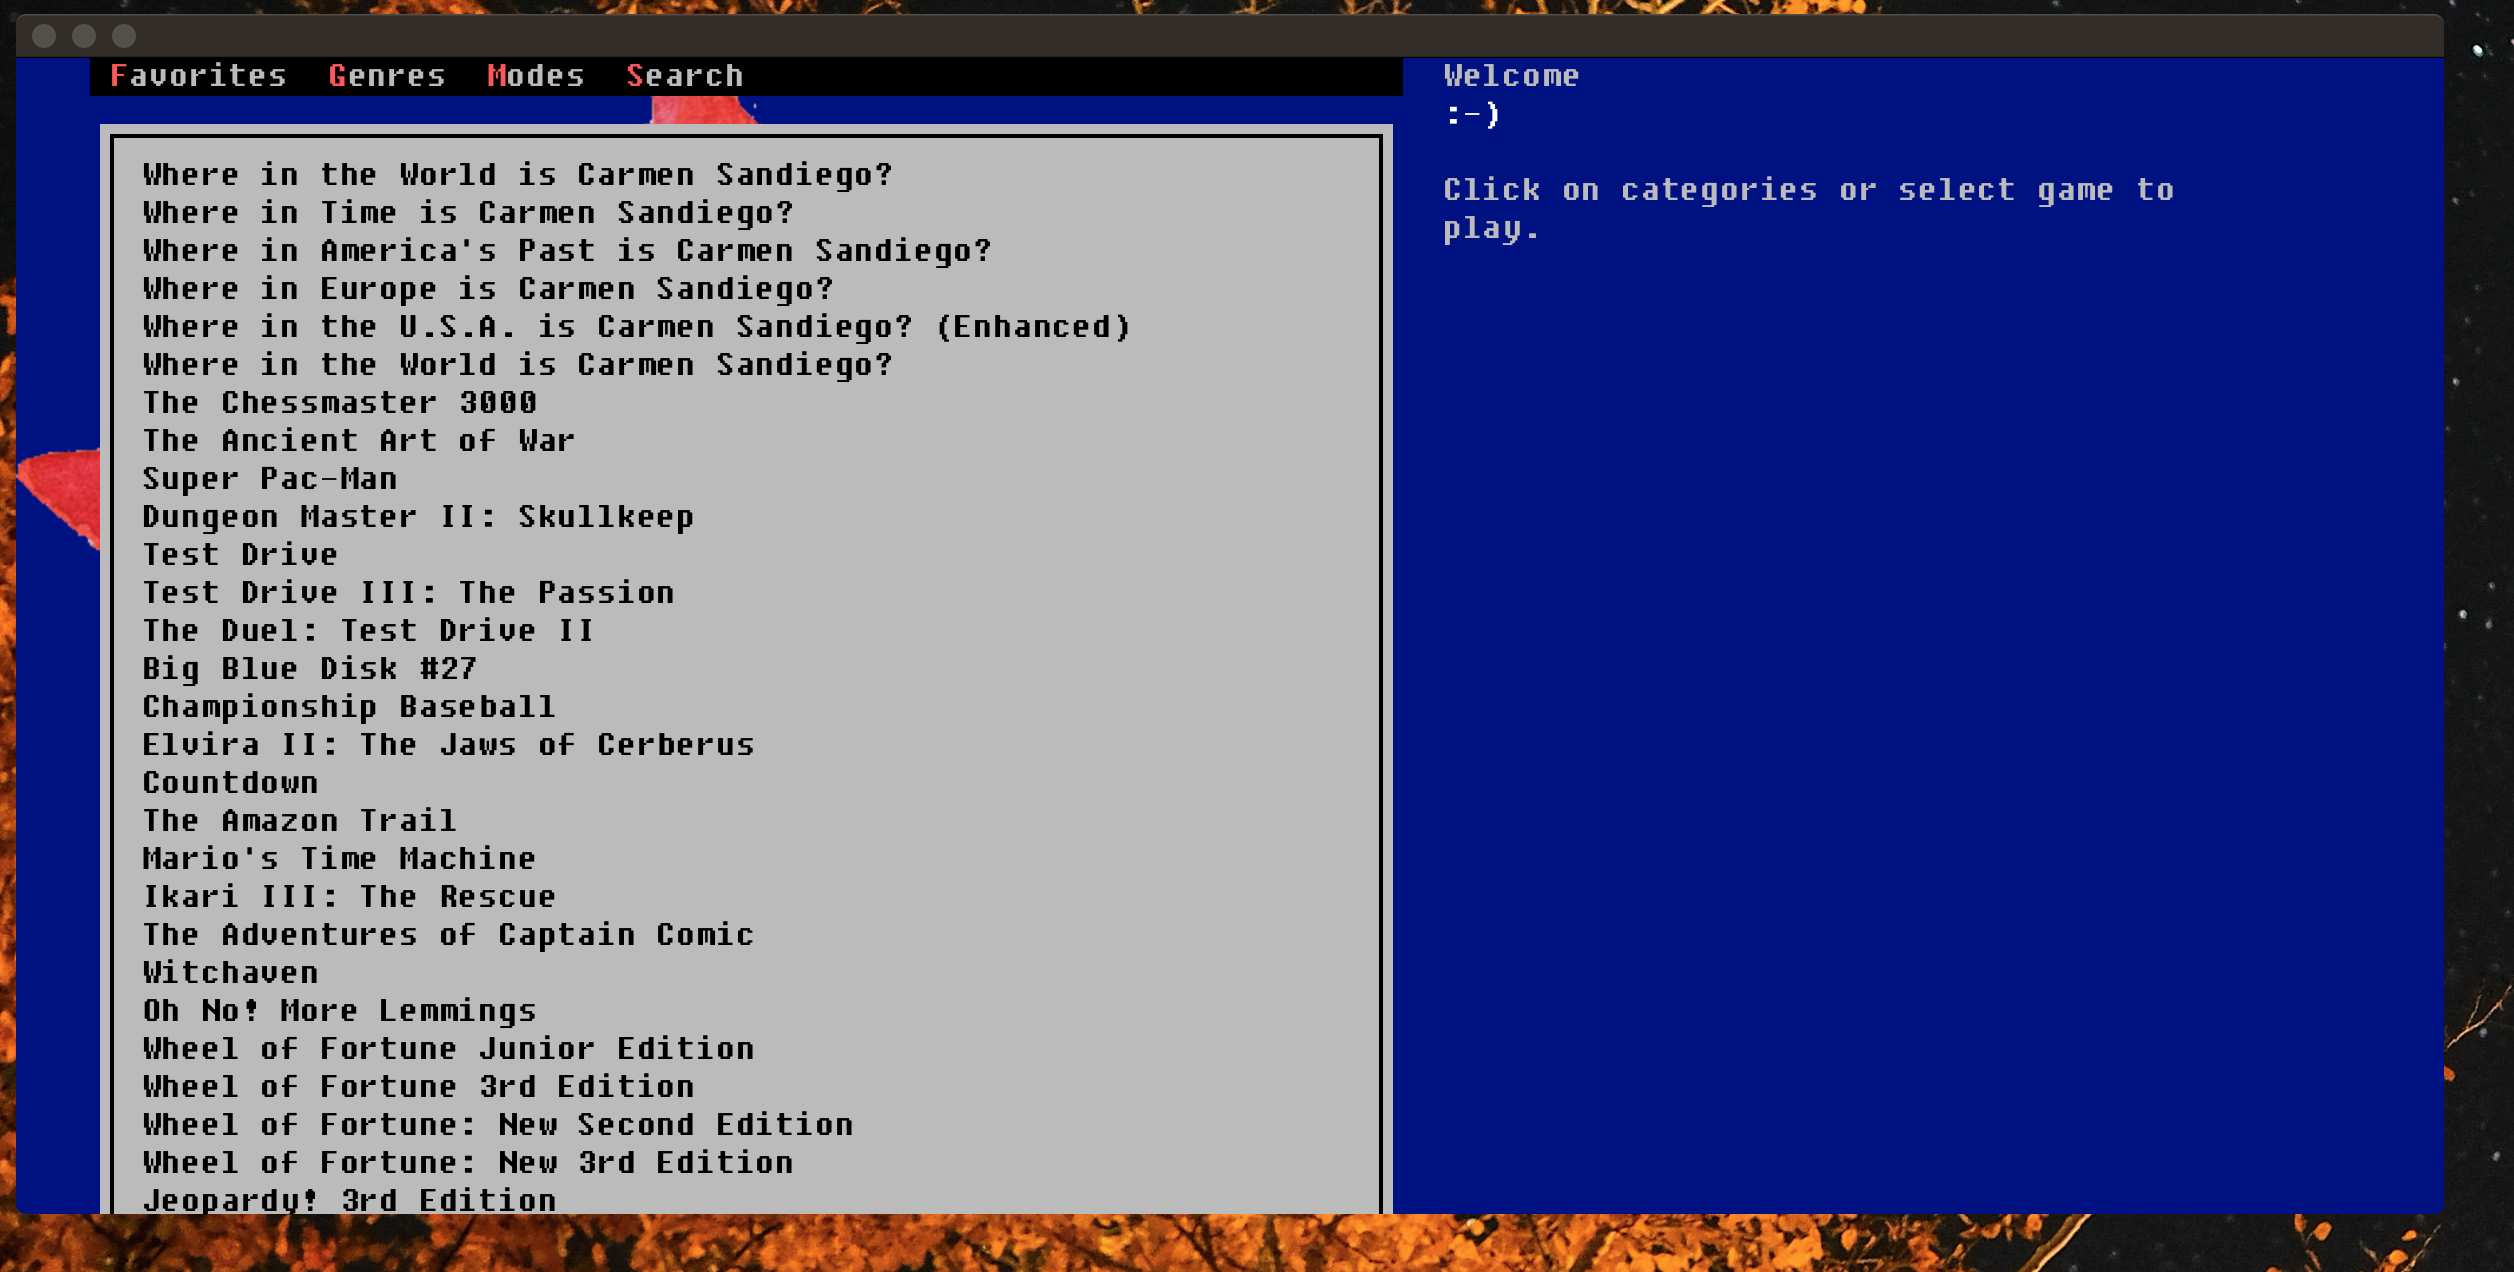 Favorites Genres Modes Search
Where in the World is Carmen Sandiego?
Where in Time is Carmen Sandiego?
Where in America's Past is Carmen Sandiego?
Where in Europe is Carmen Sandiego?
Where in the U.S.A. is Carmen Sandiego? (Enhanced)
Where in the World is Carmen Sandiego?
The Chessmaster 3000
The Ancient Art of War
Super Pac-Man
Dungeon Master II: Skullkeep
Test Drive
Test Drive III: The Passion
The Duel: Test Drive II
Big Blue Disk #27
Championship Baseball
Elvira II: The Jaws of Cerberus
Countdown
The Amazon Trail
Mario's Time Machine
Ikari III: The Rescue
The Adventures of Captain Comic
Witchaven
Oh No! More Lemmings
Wheel of Fortune Junior Edition
Wheel of Fortune 3rd Edition
Wheel of Fortune: New Second Edition
Wheel of Fortune: New 3rd Edition
Jeopardy! 3rd Edition
Welcome
:-)
Click on categories or select game to
play.